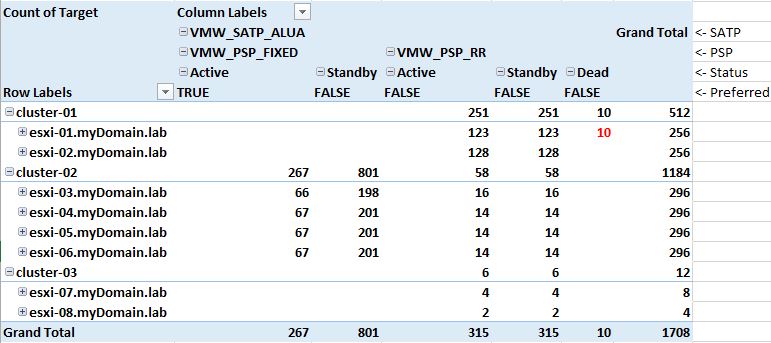 Count of Target Column Labels
VMW_SATP_ALUA Grand Total <- SATP
VMW_PSP_FIXED VMW_PSP_RR <- PSP
Active Standby Active Standby Dead <- Status
Row Labels TRUE FALSE FALSE FALSE FALSE <- Preferred
cluster-01 251 251 10 512
esxi-01.myDomain.lab 123 123 10 256
esxi-02.myDomain.lab 128 128 256
cluster-02 267 801 58 58 1184
esxi-03.myDomain.lab 66 198 16 16 296
esxi-04.myDomain.lab 67 201 14 14 296
esxi-05.myDomain.lab 67 201 14 14 296
esxi-06.myDomain.lab 67 201 14 14 296
cluster-03 6 6 12
esxi-07.myDomain.lab 4 4 8
esxi-08.myDomain.lab 2 2 4
Grand Total 267 801 315 315 10 1708